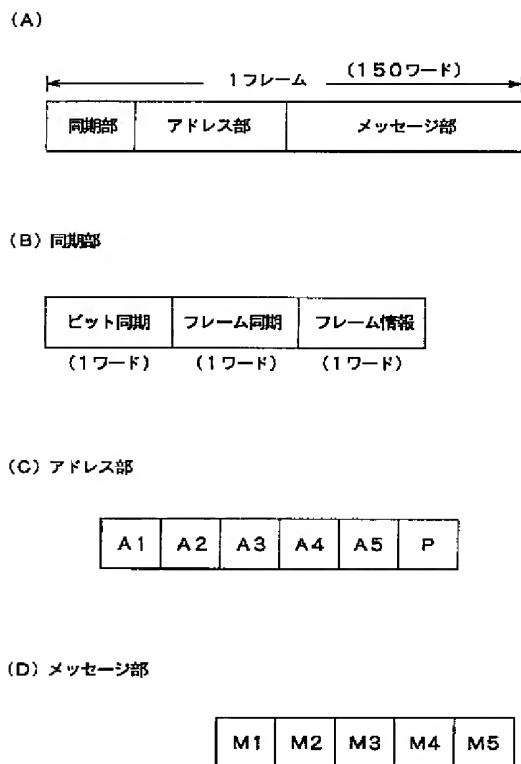 (A)
1フレーム (150ワード)
同期部 アドレス部 メッセージ部
(B) 同期部
ビット同期 フレーム同期 フレーム情報
(1ワード) (1ワード) (1ワード)
(C) アドレス部
A1 A2 A3 A4 A5 P
(D) メッセージ部
M1 M2 M3 M4 M5